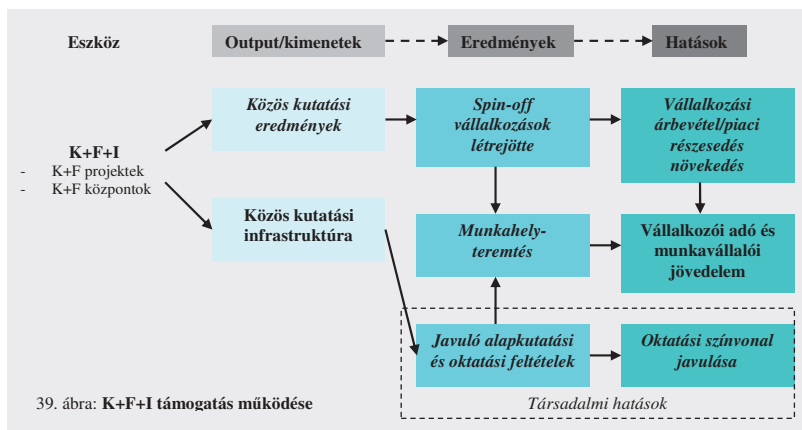 Eszköz
Output/kimenetek
Eredmények
Hatások
K+F+I
- K+F projektek
- K+F központok
Közös kutatási
eredmények
Spin-off
vállalkozások
létrejötte
Vállalkozási
árbevétel/piaci
részesedés
növekedés
Közös kutatási
infrastruktúra
Munkahely-
teremtés
Vállalkozói adó és
munkavállalói
jövedelem
Javuló alapkutatási
és oktatási feltételek
Oktatási színvonal
javulása
39. ábra: K+F+I támogatás működése
Társadalmi hatások